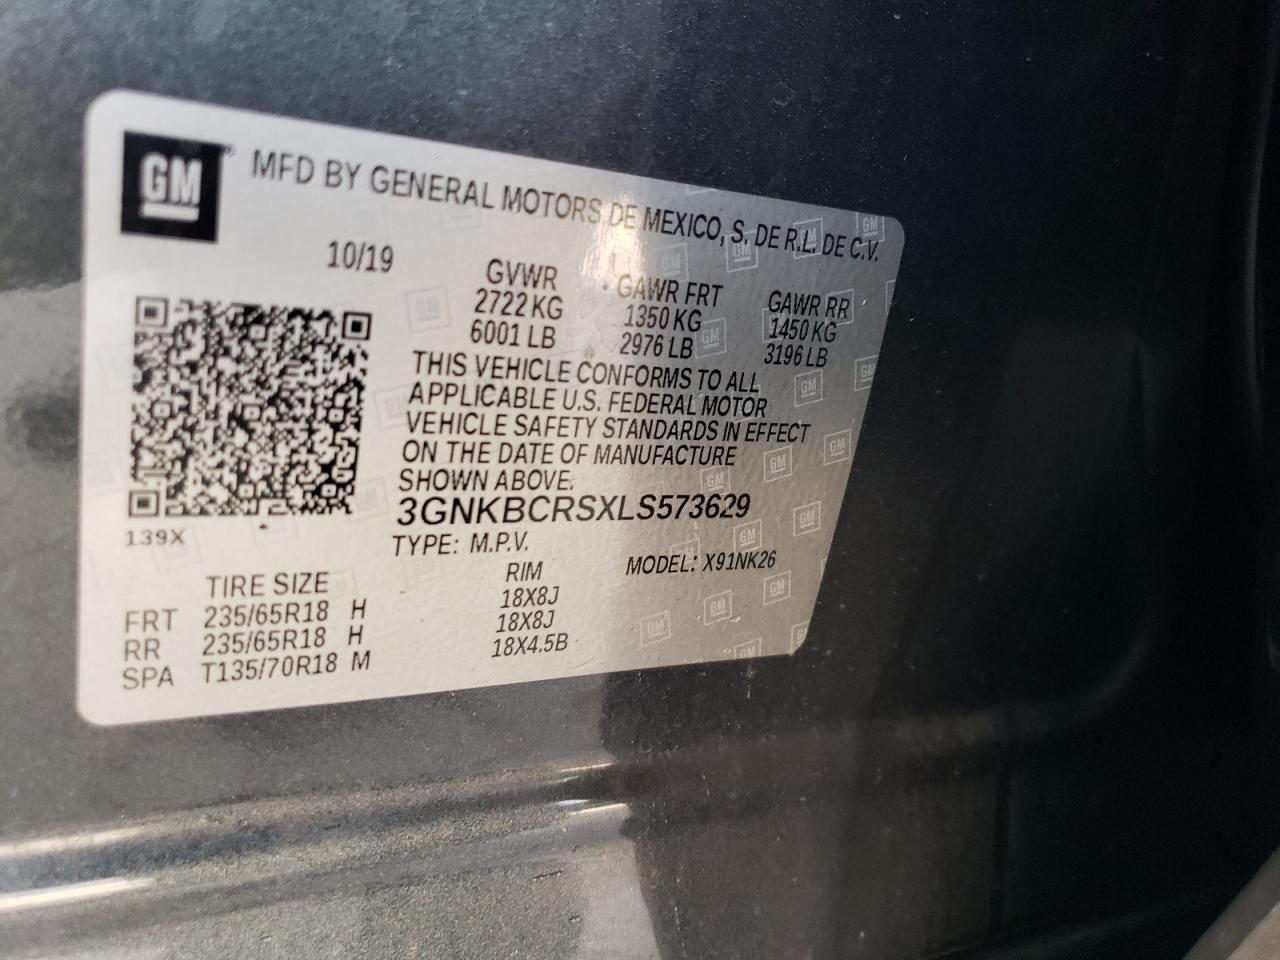 GM
MFD BY GENERAL MOTORS DE MEXICO, S. DE R.L. DE C.V.
10/19
GVWR GAWR FRT GAWR RR
2722 KG 1350 KG 1450 KG
6001 LB 2976 LB 3196 LB
THIS VEHICLE CONFORMS TO ALL
APPLICABLE U.S. FEDERAL MOTOR
VEHICLE SAFETY STANDARDS IN EFFECT
ON THE DATE OF MANUFACTURE
SHOWN ABOVE.
3GNKBCRSXLS573629
139X
TYPE: M.P.V. MODEL: X91NK26
TIRE SIZE RIM
FRT 235/65R18 H 18X8J
RR 235/65R18 H 18X8J
SPA T135/70R18 M 18X4.5B